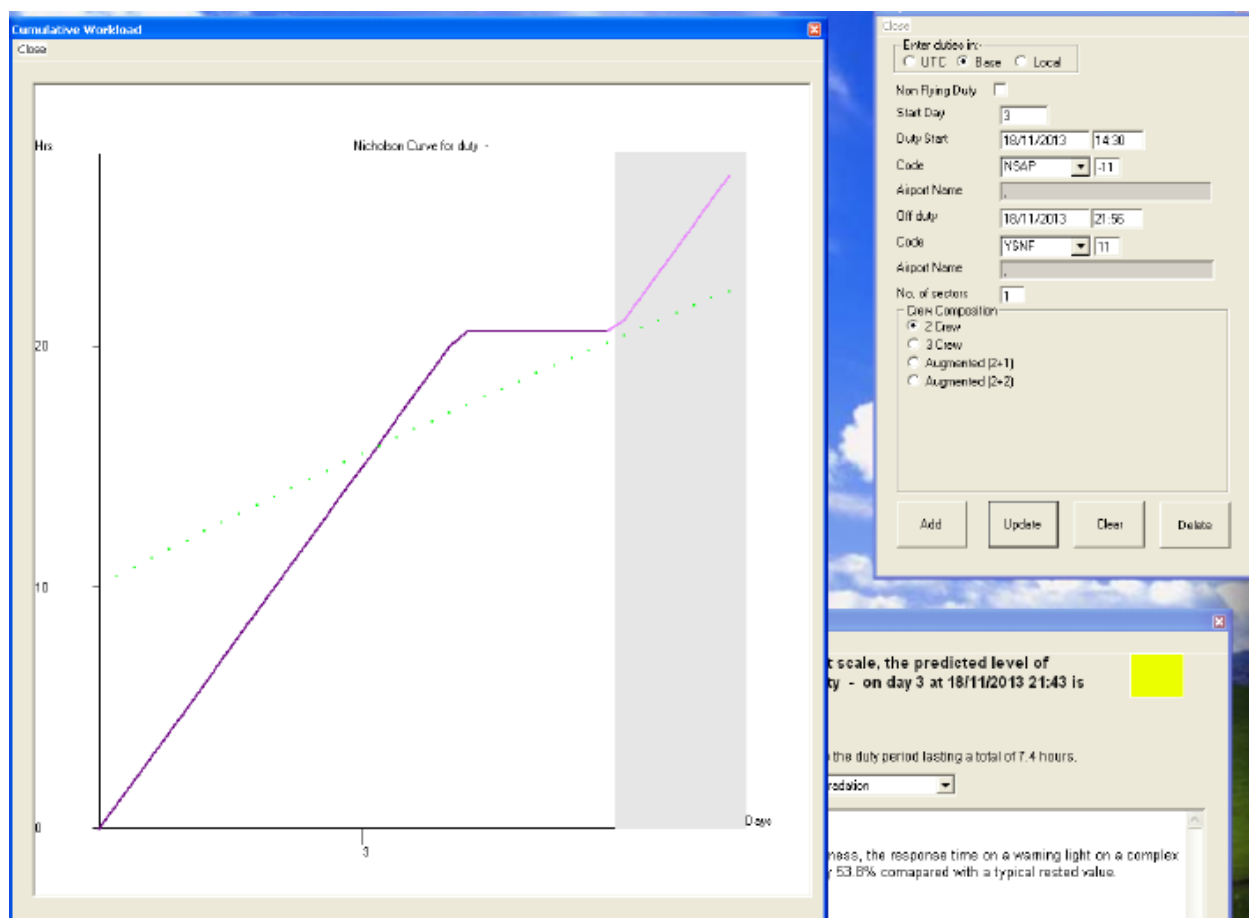 Cumulative Workload
Close
Hrs
Nicholson Curve for duty -
20
10
0
Days
3
Close
Enter duties in:-
UTC Base Local
Non Flying Duty
Start Day 3
Duty Start 18/11/2013 14:30
Code NSAP -11
Airport Name ,
Off duty 18/11/2013 21:56
Code YSNF 11
Airport Name ,
No. of sectors 1
Crew Composition
2 Crew
3 Crew
Augmented (2+1)
Augmented (2+2)
Add Update Clear Delete
t scale, the predicted level of
ty - on day 3 at 18/11/2013 21:43 is
the duty period lasting a total of 7.4 hours.
radation
ness, the response time on a warning light on a complex
53.8% comapared with a typical rested value.